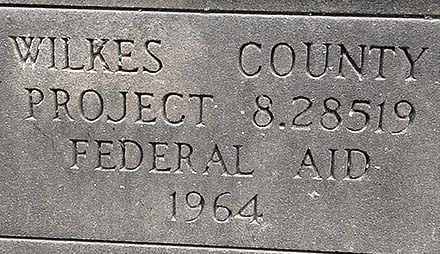 WILKES COUNTY
PROJECT 8.28519
FEDERAL AID
1964